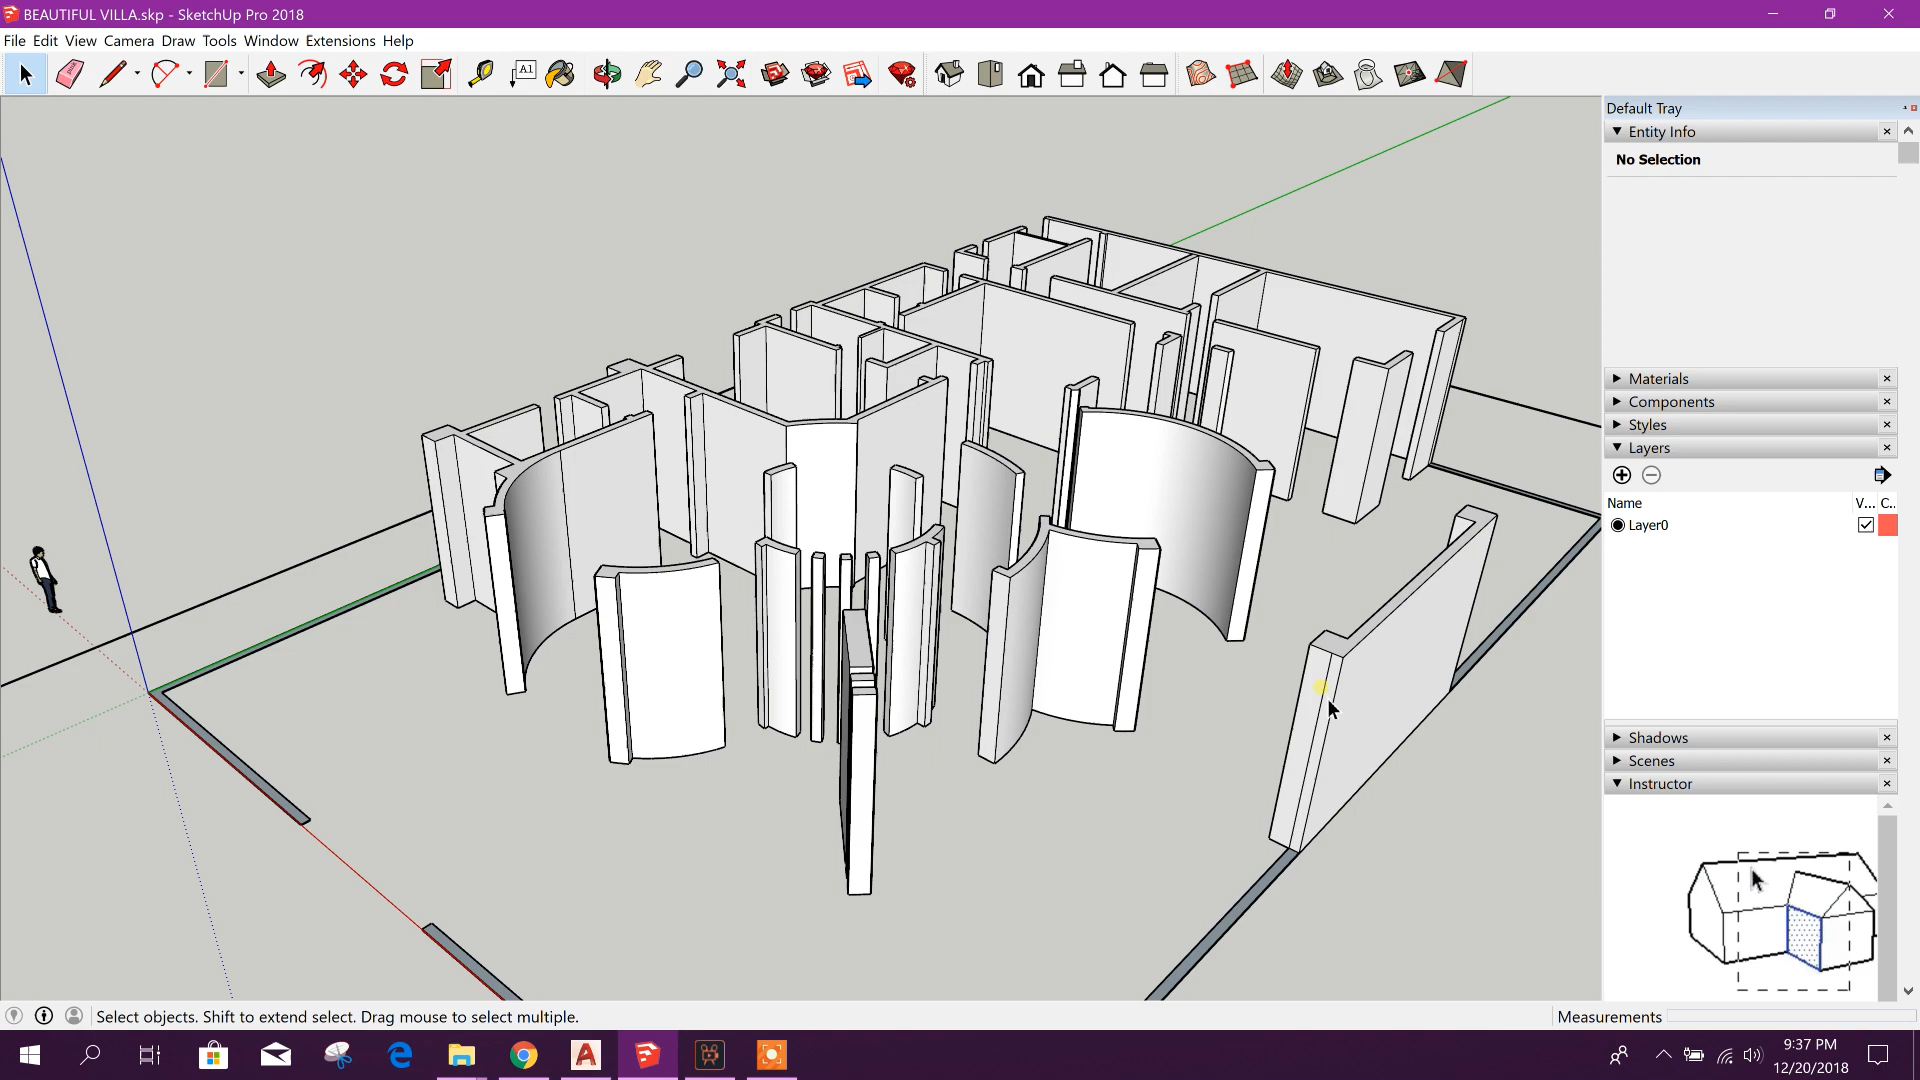 BEAUTIFUL VILLA.skp - SketchUp Pro 2018
File Edit View Camera Draw Tools Window Extensions Help
A1
Default Tray
Entity Info
No Selection
Materials
Components
Styles
Layers
Name V... C..
Layer0
Shadows
Scenes
Instructor
Select objects. Shift to extend select. Drag mouse to select multiple.
Measurements
9:37 PM
12/20/2018